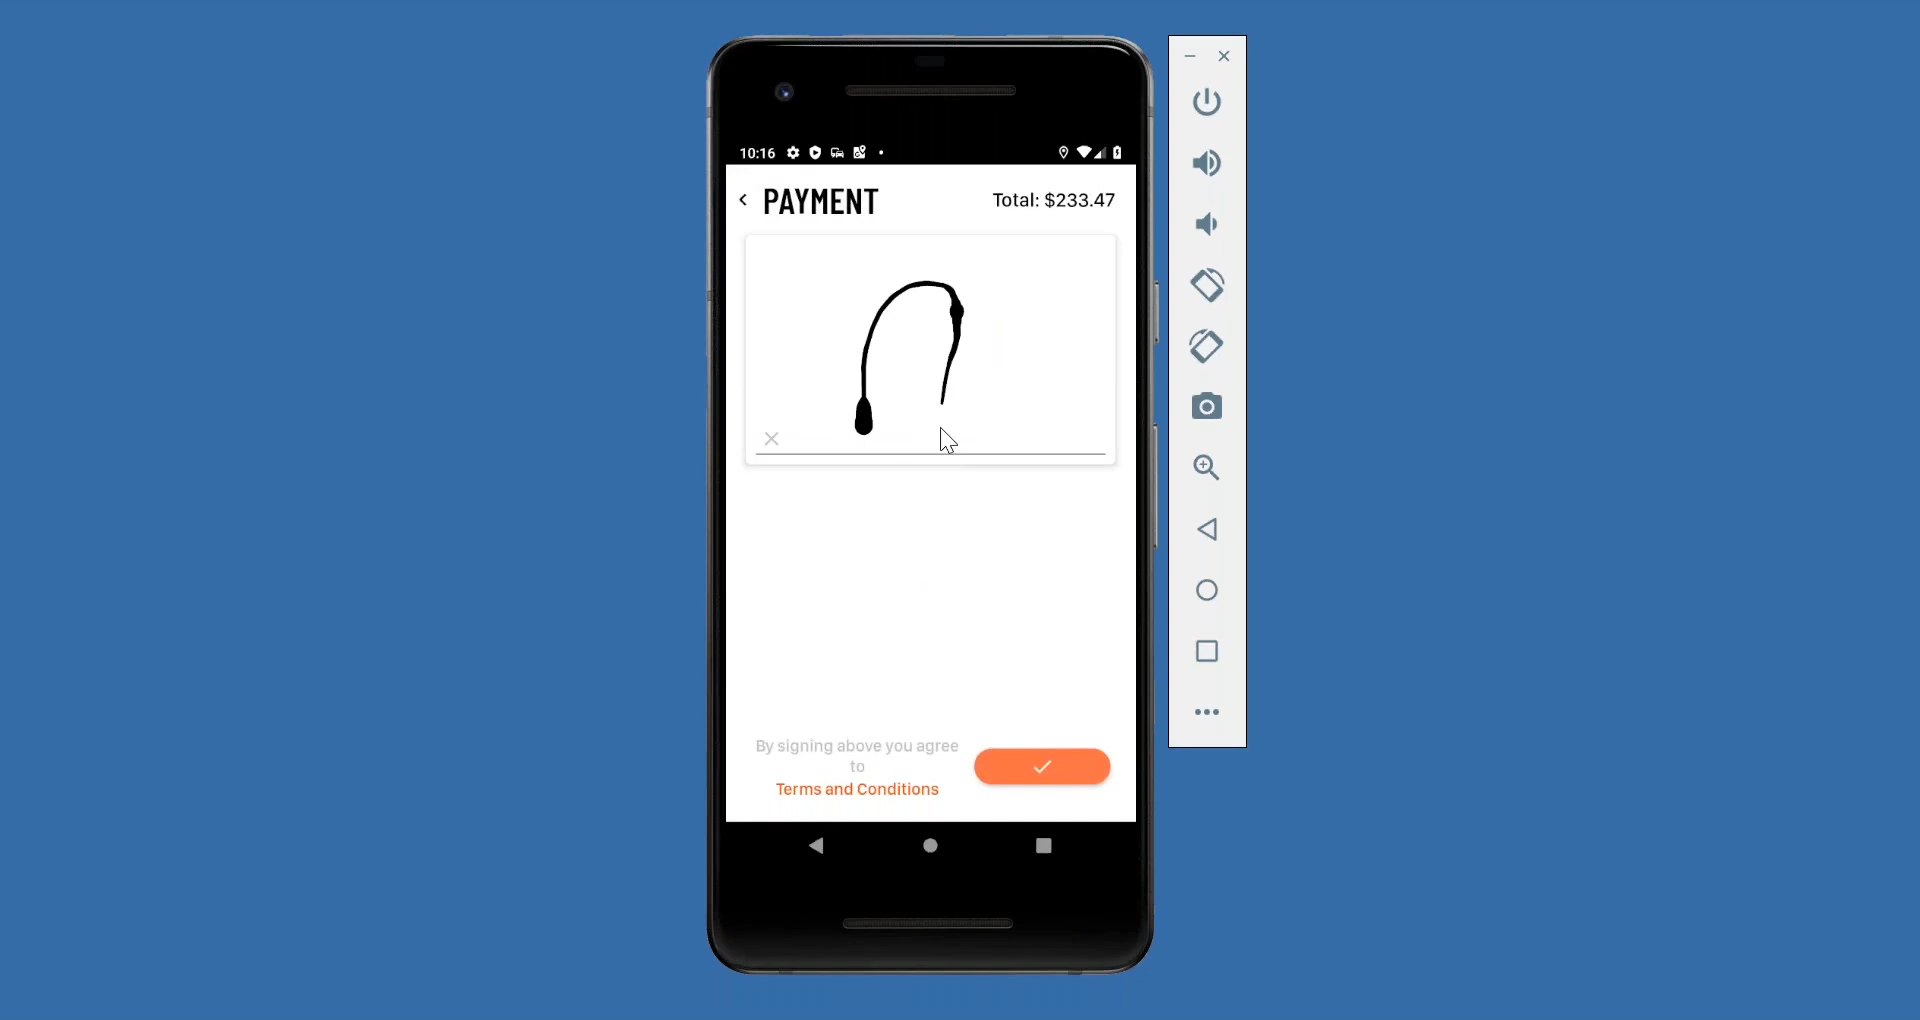 10:16
PAYMENT
Total: $233.47
By signing above you agree
to
Terms and Conditions